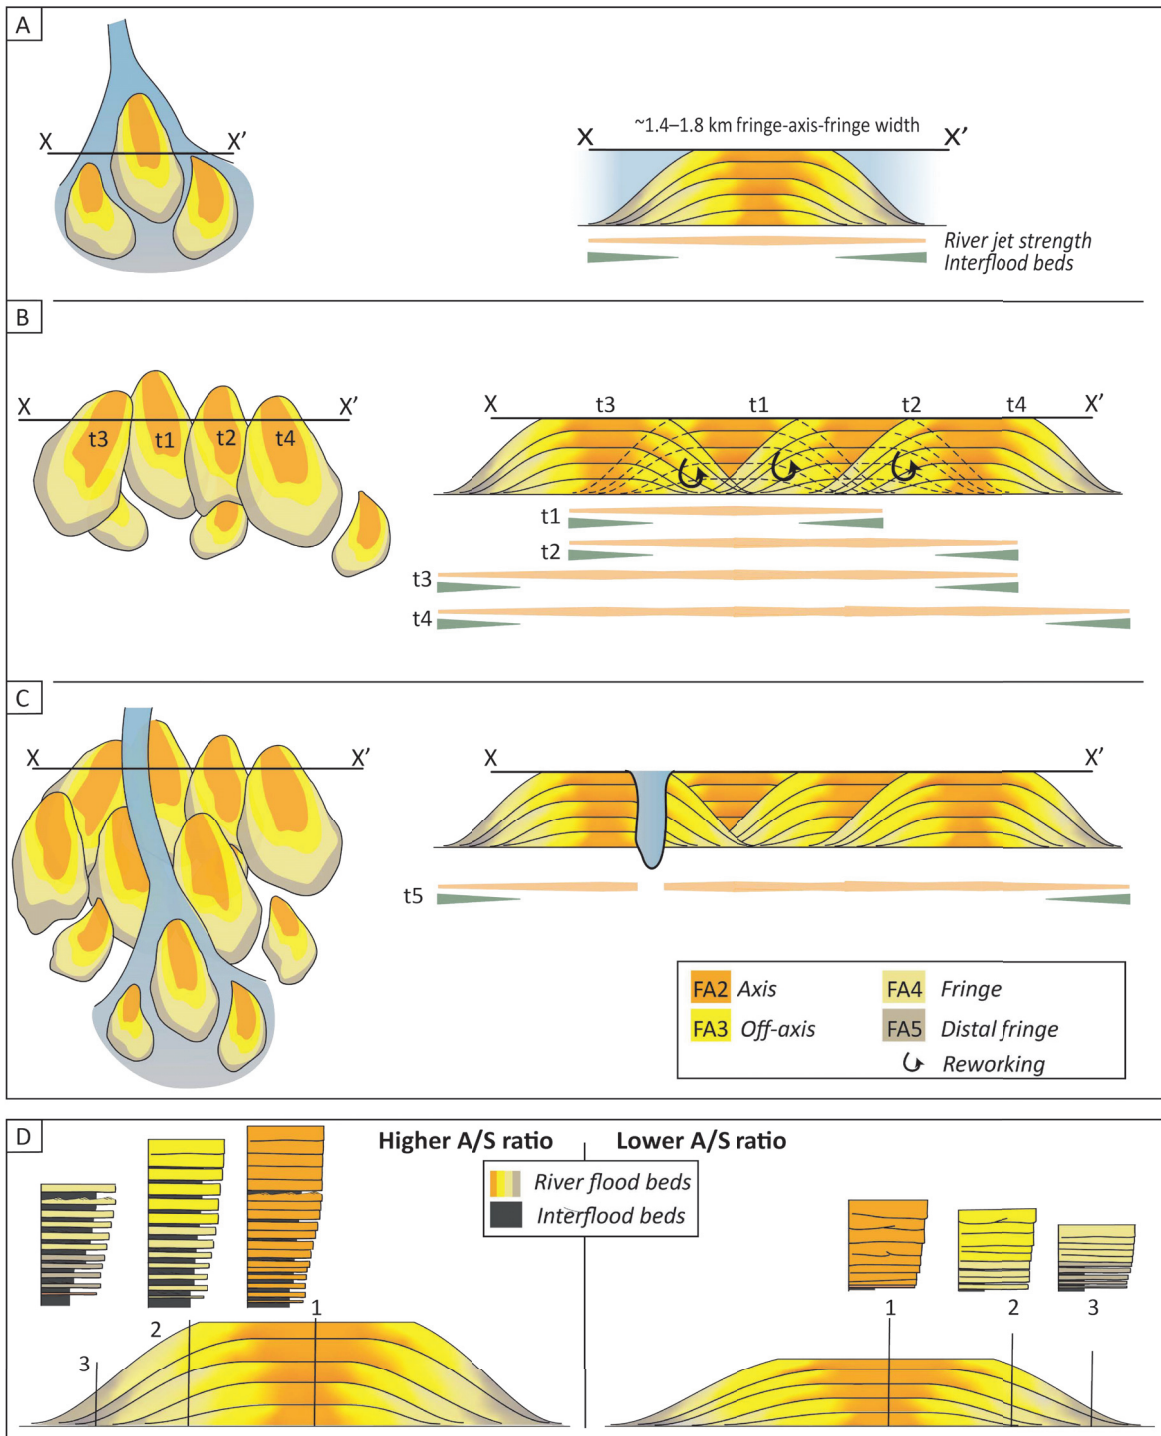 A
X X'
~1.4–1.8 km fringe-axis-fringe width
X X'
River jet strength
Interflood beds
B
X X'
t3 t1 t2 t4
X t3 t1 t2 t4 X'
t1
t2
t3
t4
C
X X'
X X'
t5
FA2 Axis
FA4 Fringe
FA3 Off-axis
FA5 Distal fringe
Reworking
D
Higher A/S ratio
Lower A/S ratio
River flood beds
Interflood beds
1
2
3
1
2
3